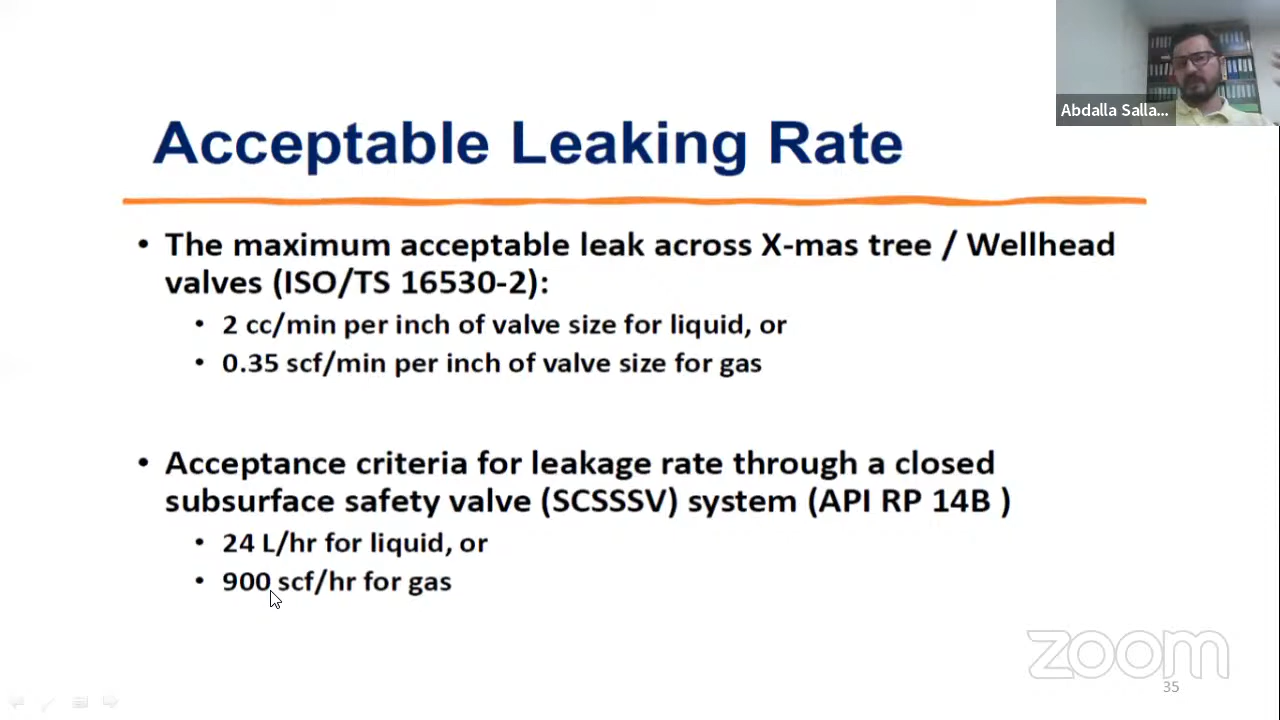 Abdalla Salla...
Acceptable Leaking Rate
• The maximum acceptable leak across X-mas tree / Wellhead
valves (ISO/TS 16530-2):
• 2 cc/min per inch of valve size for liquid, or
• 0.35 scf/min per inch of valve size for gas
• Acceptance criteria for leakage rate through a closed
subsurface safety valve (SCSSSV) system (API RP 14B )
• 24 L/hr for liquid, or
• 900 scf/hr for gas
zoom
35